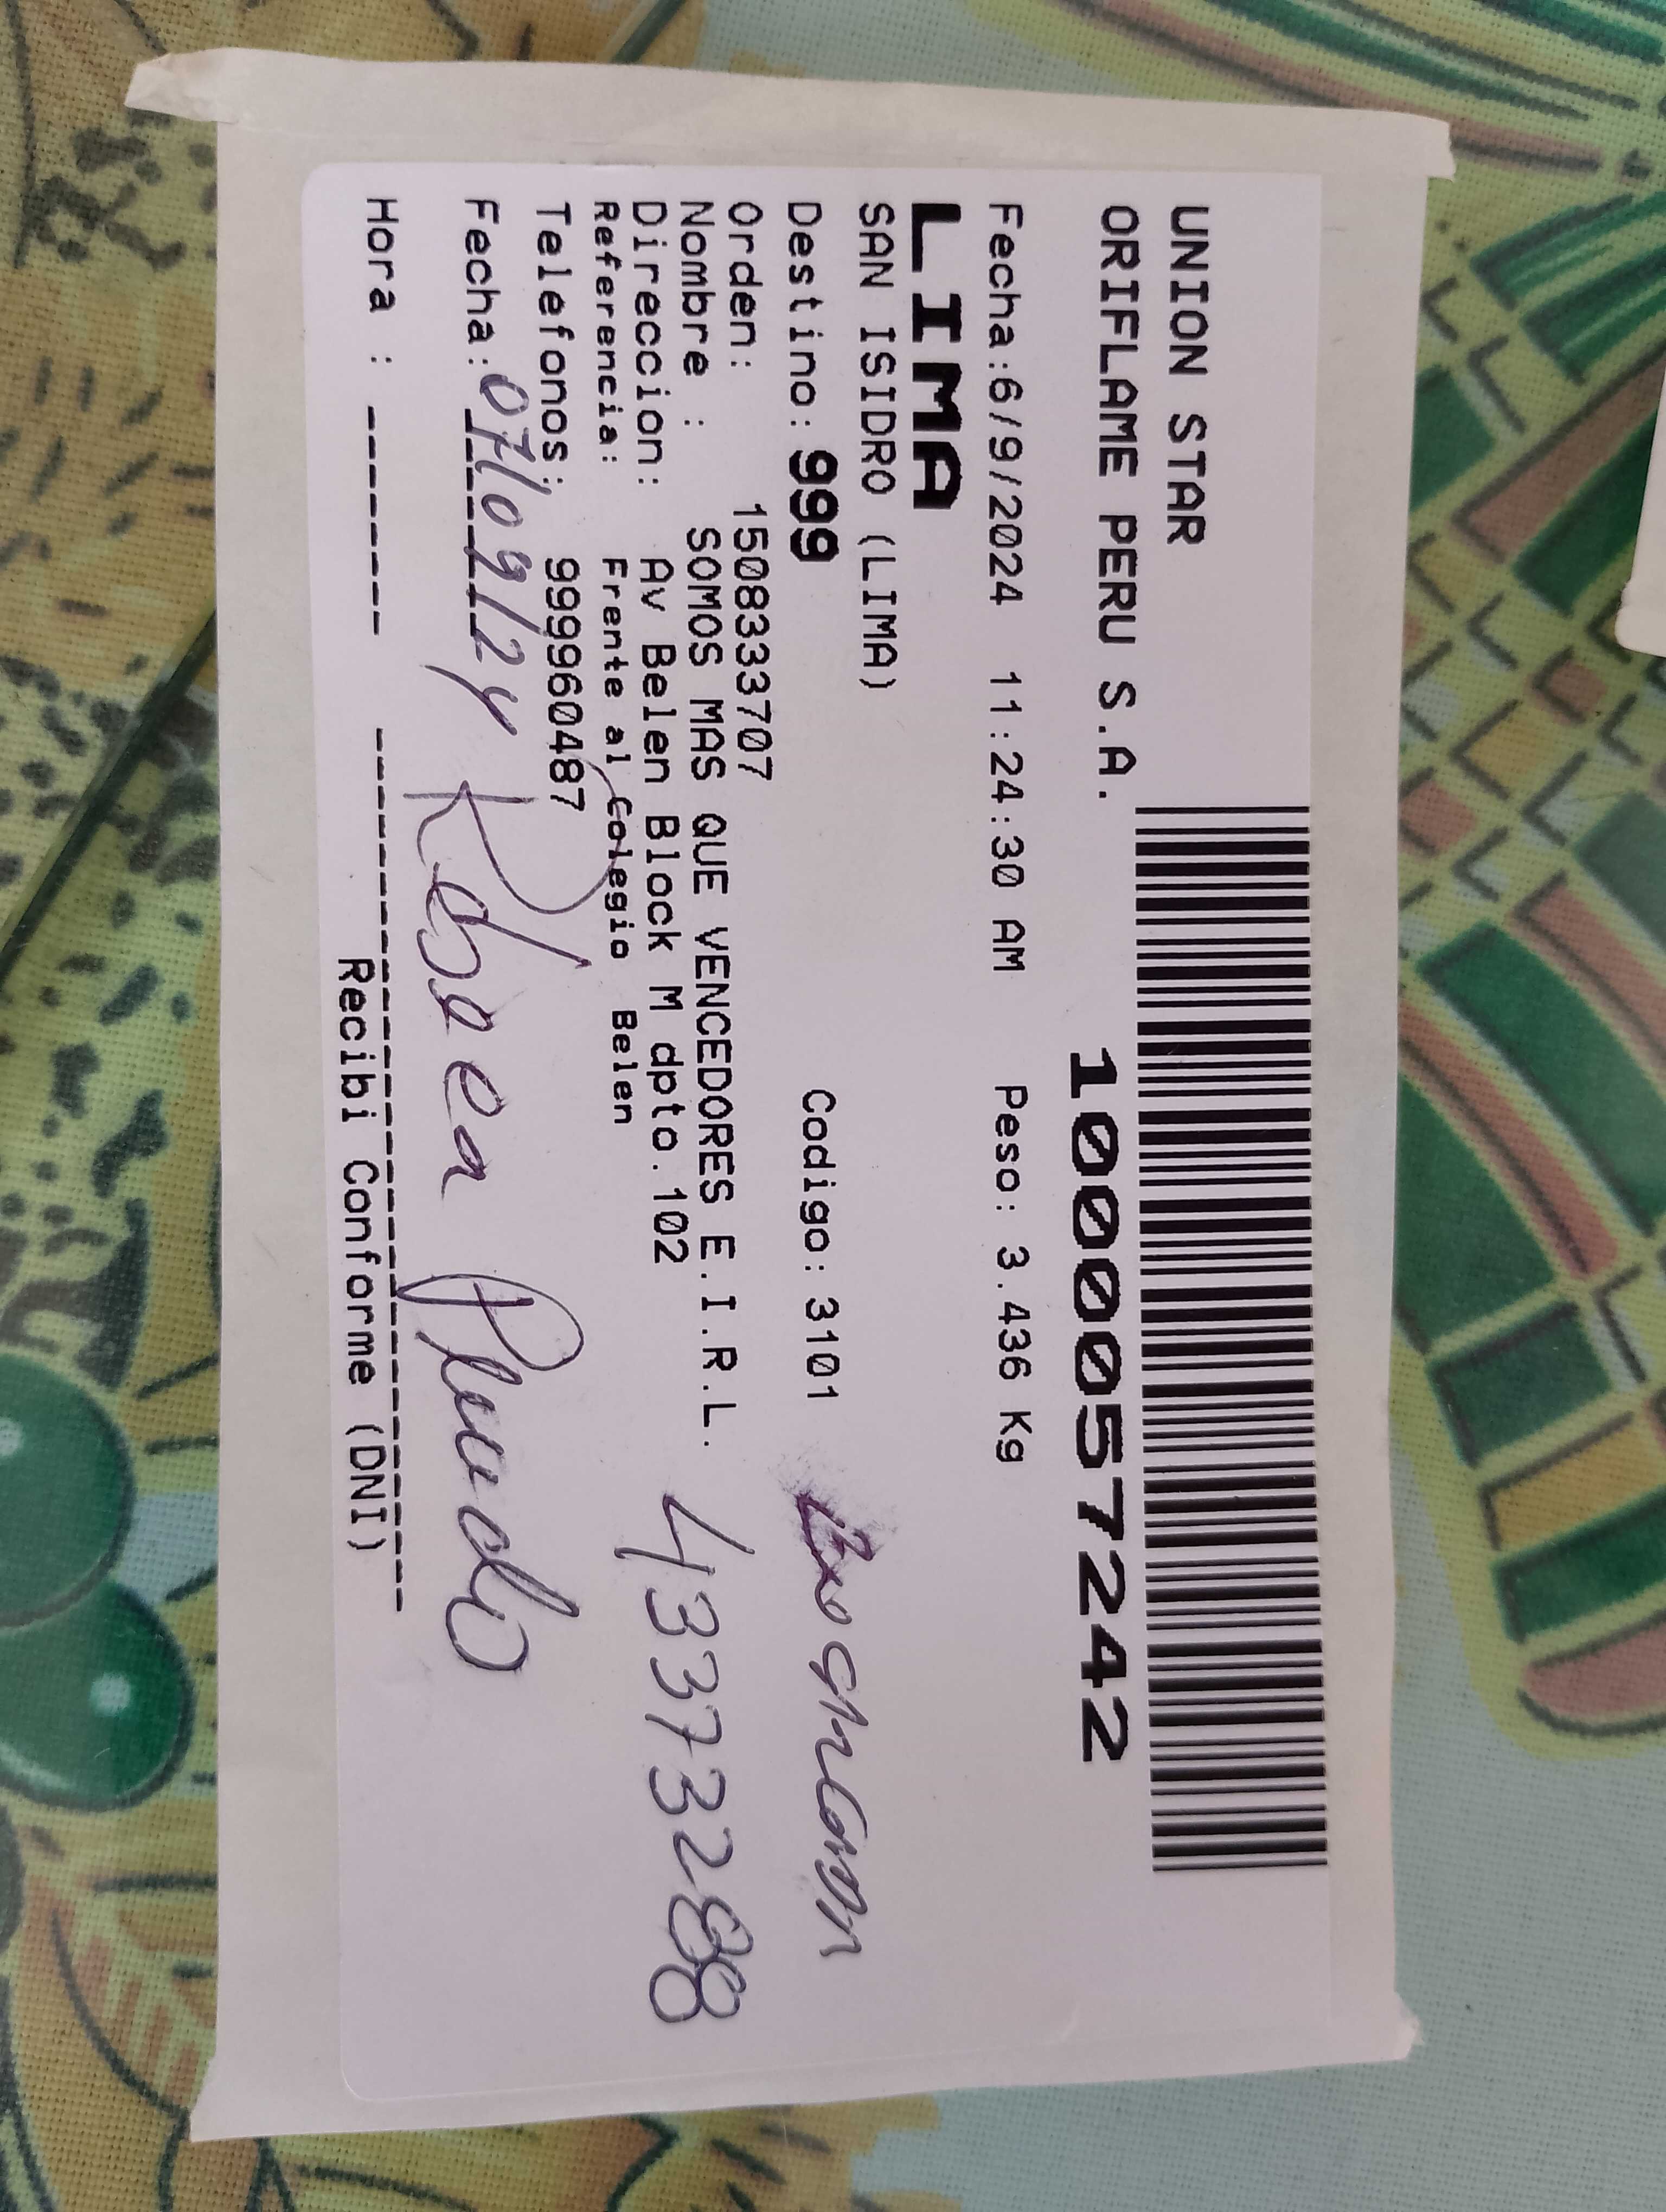 UNION STAR
ORIFLAME PERU S.A.
1000057242
Fecha:6/9/2024 11:24:30 AM Peso: 3.436 Kg
LIMA
SAN ISIDRO (LIMA)
Destino: 999 Codigo: 3101
Orden: 1508333707
Nombre : SOMOS MAS QUE VENCEDORES E.I.R.L.
Direccion: Av Belen Block M dpto.102 43373288
Referencia: Frente al Colegio Belen
Telefonos: 999960487
Fecha: 07/09/24
Hora : ------- ------------------------------
Recibi Conforme (DNI)